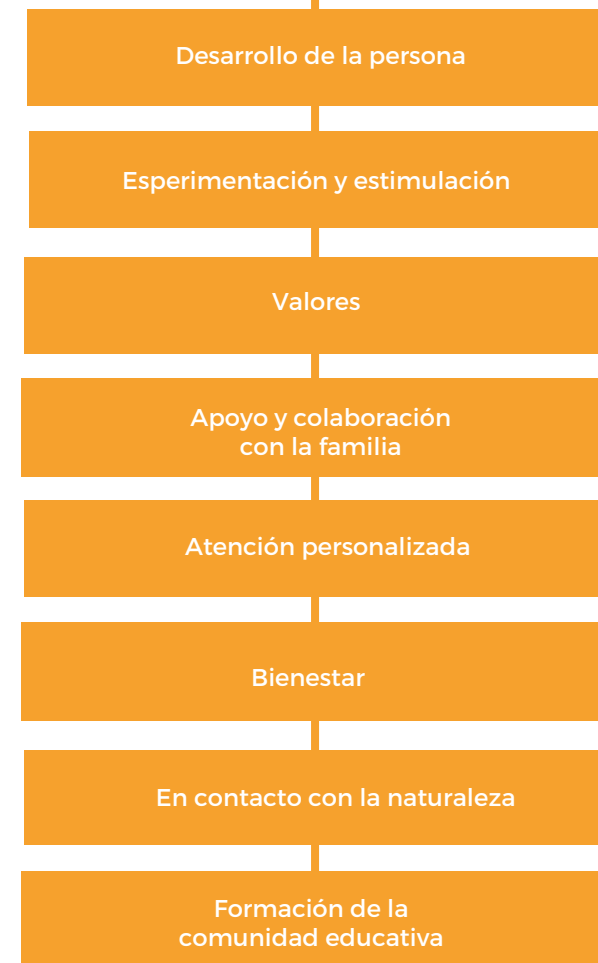 Desarrollo de la persona
Esperimentación y estimulación
Valores
Apoyo y colaboración
con la familia
Atención personalizada
Bienestar
En contacto con la naturaleza
Formación de la
comunidad educativa